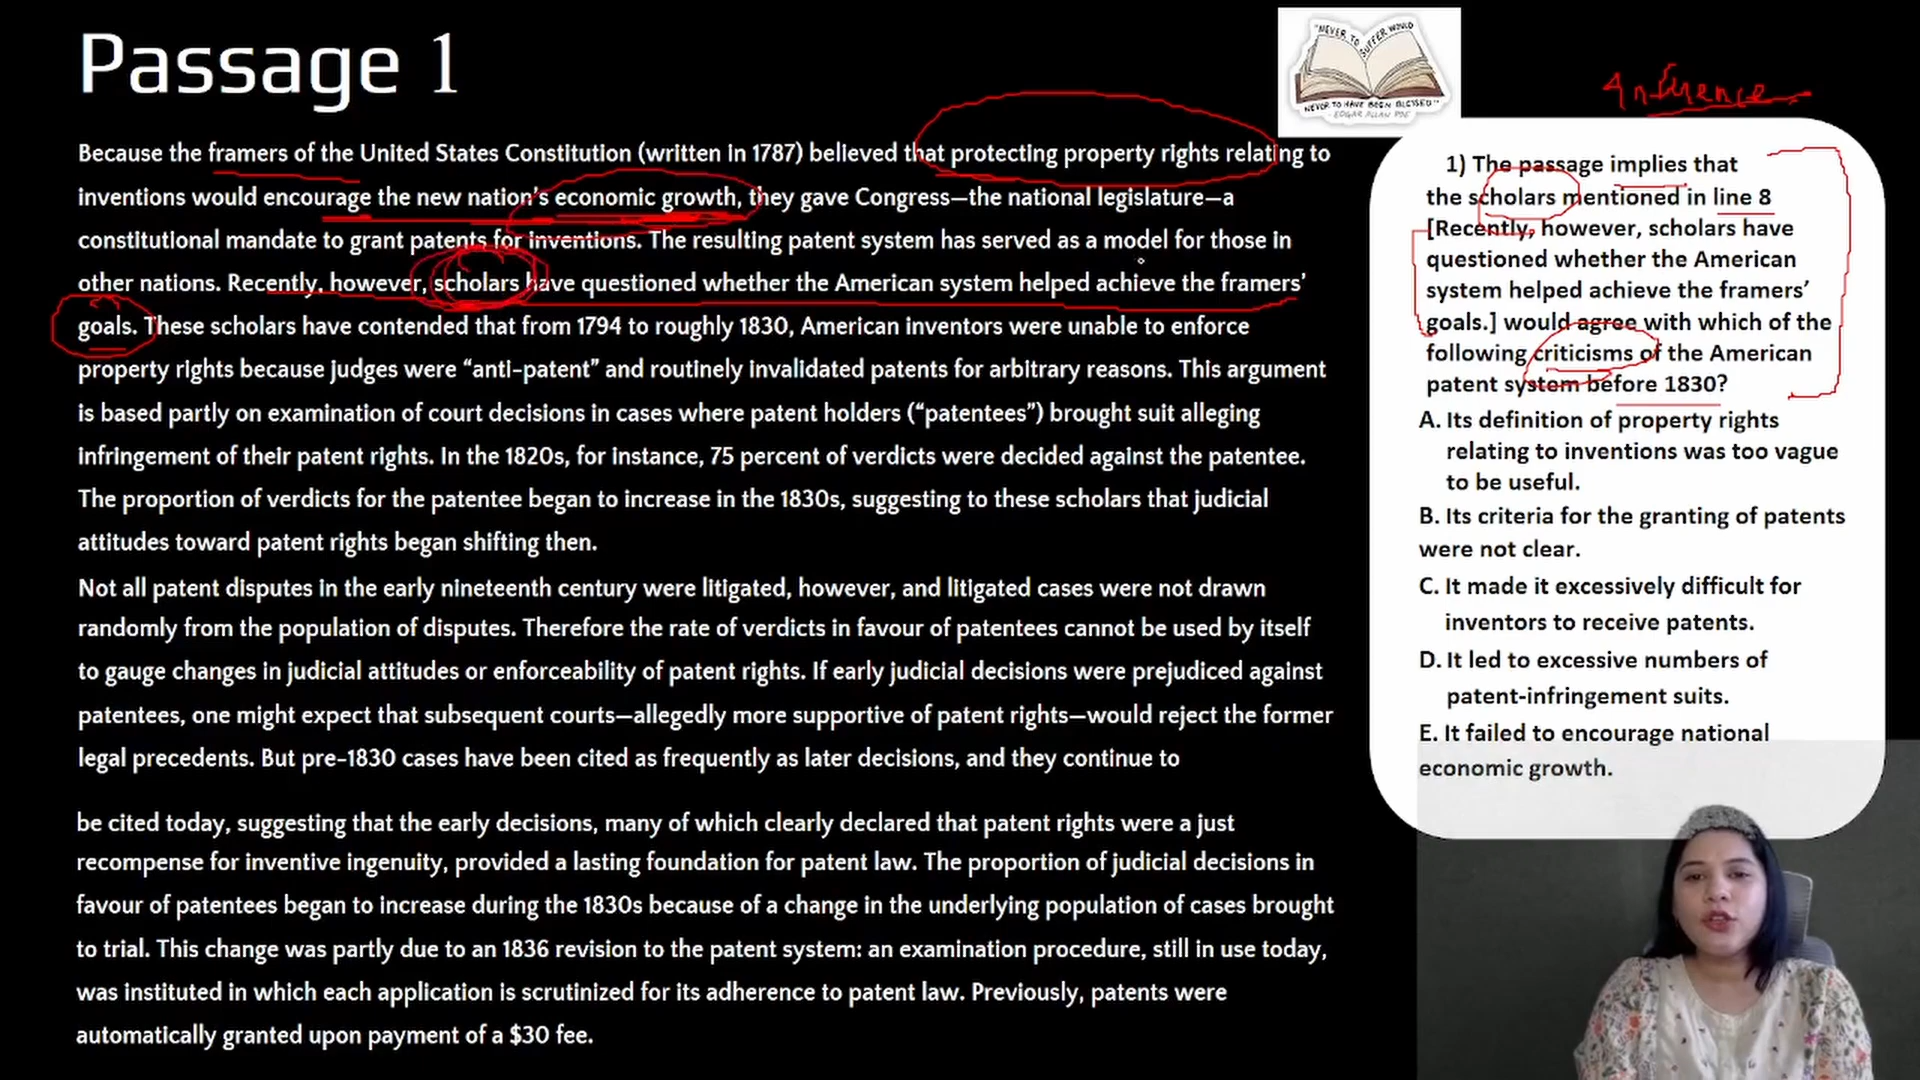 Passage 1
"NEVER TO SUFFER WOULD
NEVER TO HAVE BEEN BLESSED"
- EDGAR ALLAN POE
Inference
Because the framers of the United States Constitution (written in 1787) believed that protecting property rights relating to
inventions would encourage the new nation's economic growth, they gave Congress—the national legislature—a
constitutional mandate to grant patents for inventions. The resulting patent system has served as a model for those in
other nations. Recently, however, scholars have questioned whether the American system helped achieve the framers'
goals. These scholars have contended that from 1794 to roughly 1830, American inventors were unable to enforce
property rights because judges were "anti-patent" and routinely invalidated patents for arbitrary reasons. This argument
is based partly on examination of court decisions in cases where patent holders ("patentees") brought suit alleging
infringement of their patent rights. In the 1820s, for instance, 75 percent of verdicts were decided against the patentee.
The proportion of verdicts for the patentee began to increase in the 1830s, suggesting to these scholars that judicial
attitudes toward patent rights began shifting then.
Not all patent disputes in the early nineteenth century were litigated, however, and litigated cases were not drawn
randomly from the population of disputes. Therefore the rate of verdicts in favour of patentees cannot be used by itself
to gauge changes in judicial attitudes or enforceability of patent rights. If early judicial decisions were prejudiced against
patentees, one might expect that subsequent courts—allegedly more supportive of patent rights—would reject the former
legal precedents. But pre-1830 cases have been cited as frequently as later decisions, and they continue to
be cited today, suggesting that the early decisions, many of which clearly declared that patent rights were a just
recompense for inventive ingenuity, provided a lasting foundation for patent law. The proportion of judicial decisions in
favour of patentees began to increase during the 1830s because of a change in the underlying population of cases brought
to trial. This change was partly due to an 1836 revision to the patent system: an examination procedure, still in use today,
was instituted in which each application is scrutinized for its adherence to patent law. Previously, patents were
automatically granted upon payment of a $30 fee.
1) The passage implies that
the scholars mentioned in line 8
[Recently, however, scholars have
questioned whether the American
system helped achieve the framers'
goals.] would agree with which of the
following criticisms of the American
patent system before 1830?
A. Its definition of property rights
relating to inventions was too vague
to be useful.
B. Its criteria for the granting of patents
were not clear.
C. It made it excessively difficult for
inventors to receive patents.
D. It led to excessive numbers of
patent-infringement suits.
E. It failed to encourage national
economic growth.